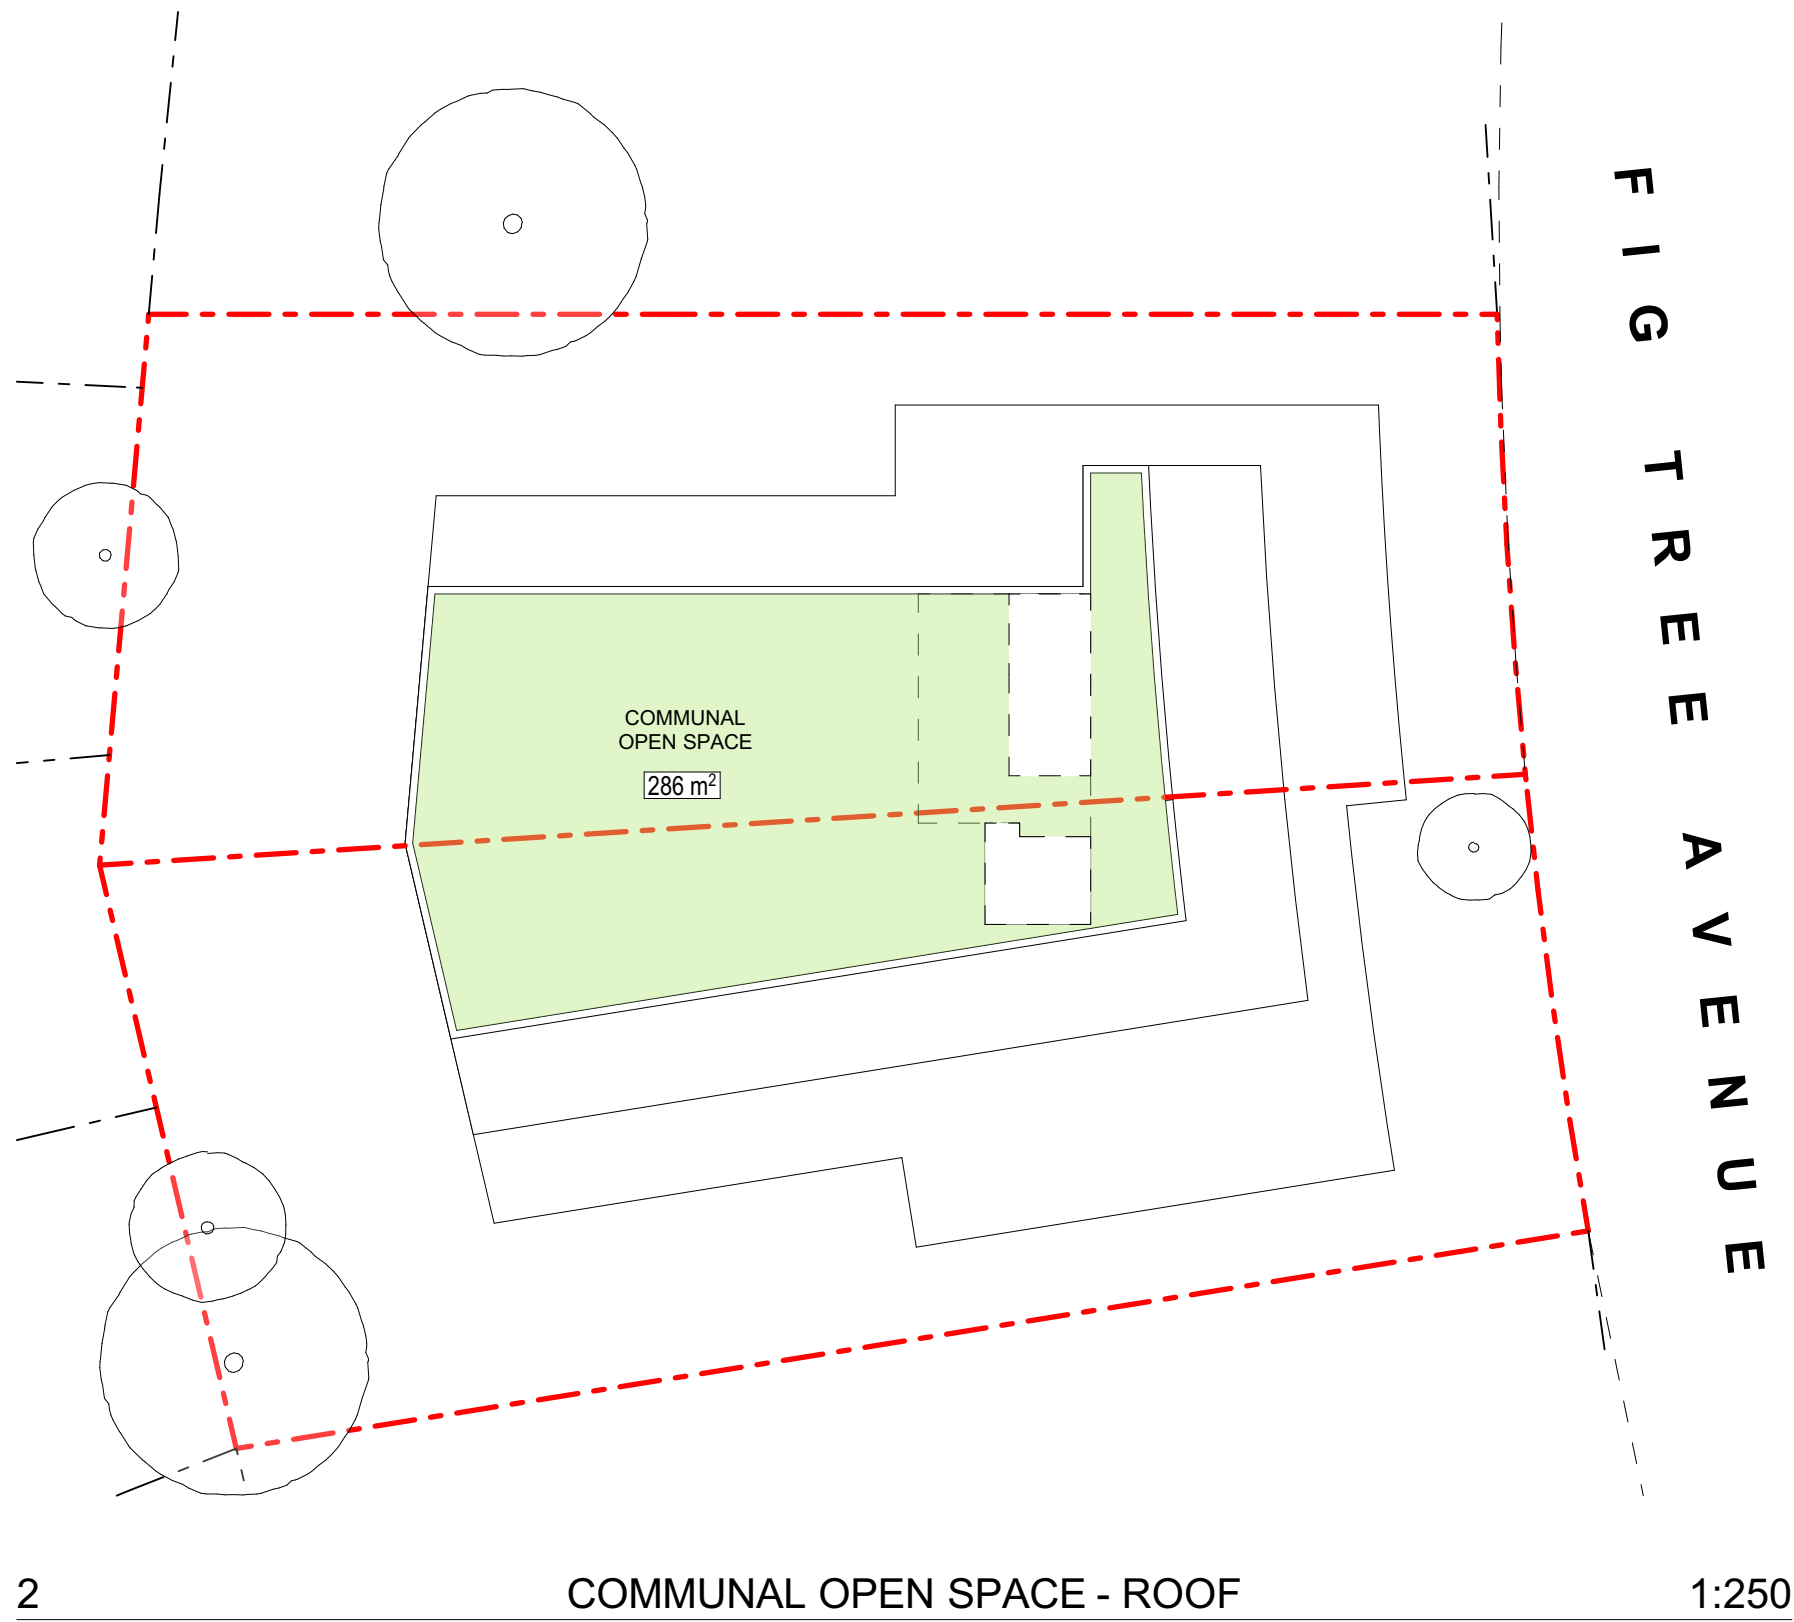 FIG TREE AVENUE
COMMUNAL
OPEN SPACE
286 m²
2 COMMUNAL OPEN SPACE - ROOF 1:250